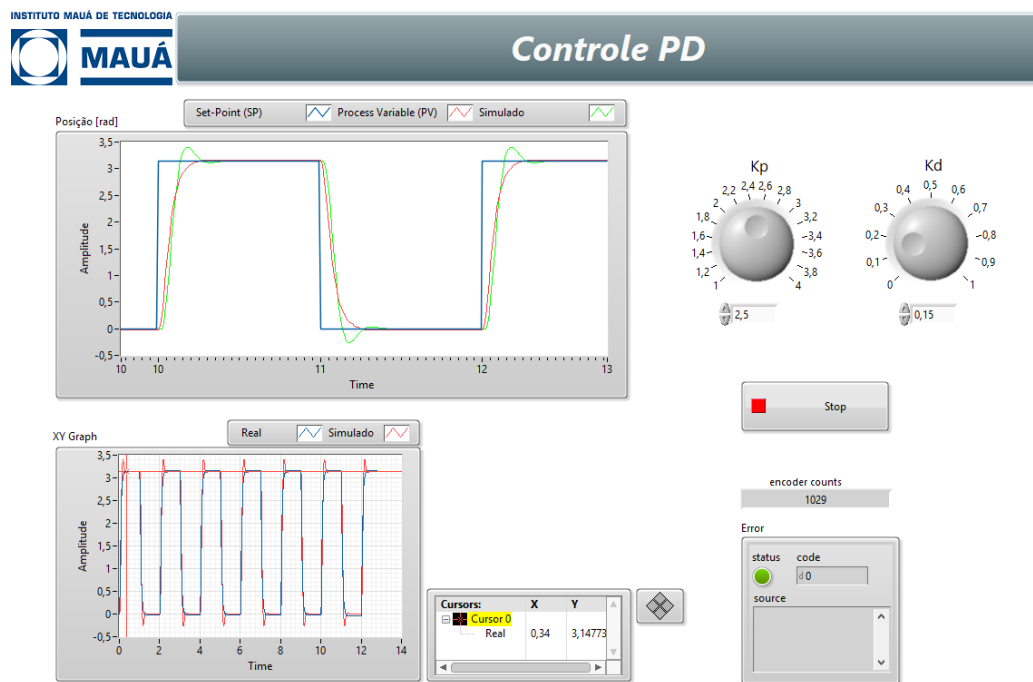 INSTITUTO MAUÁ DE TECNOLOGIA
MAUÁ
Controle PD
Posição [rad]
Set-Point (SP) Process Variable (PV) Simulado
3,5
3
2,5
2
1,5
1
0,5
0
-0,5
Amplitude
10 10 11 12 13
Time
Kp
1 1,2 1,4 1,6 1,8 2 2,2 2,4 2,6 2,8 3 3,2 3,4 3,6 3,8 4
2,5
Kd
0 0,1 0,2 0,3 0,4 0,5 0,6 0,7 0,8 0,9 1
0,15
Stop
XY Graph
Real Simulado
3,5
3
2,5
2
1,5
1
0,5
0
-0,5
Amplitude
0 2 4 6 8 10 12 14
Time
Cursors: X Y
Cursor 0
Real 0,34 3,14773
encoder counts
1029
Error
status code
d 0
source